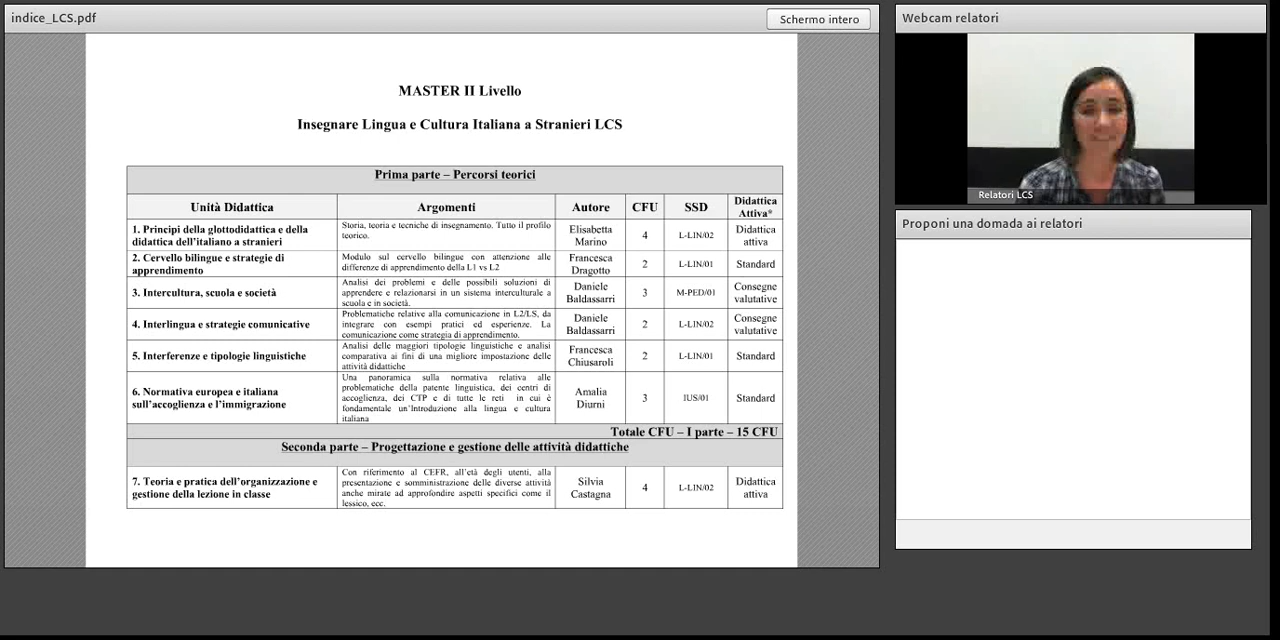 indice_LCS.pdf
Schermo intero
MASTER II Livello
Insegnare Lingua e Cultura Italiana a Stranieri LCS
Prima parte – Percorsi teorici
Unità Didattica
Argomenti
Autore
CFU
SSD
Didattica
Attiva*
1. Principi della glottodidattica e della
didattica dell'italiano a stranieri
Storia, teoria e tecniche di insegnamento. Tutto il profilo
teorico.
Elisabetta
Marino
4
L-LIN/02
Didattica
attiva
2. Cervello bilingue e strategie di
apprendimento
Modulo sul cervello bilingue con attenzione alle
differenze di apprendimento della L1 vs L2
Francesca
Dragotto
2
L-LIN/01
Standard
3. Intercultura, scuola e società
Analisi dei problemi e delle possibili soluzioni di
apprendere e relazionarsi in un sistema interculturale a
scuola e in società.
Daniele
Baldassarri
3
M-PED/01
Consegne
valutative
4. Interlingua e strategie comunicative
Problematiche relative alla comunicazione in L2/LS, da
integrare con esempi pratici ed esperienze. La
comunicazione come strategia di apprendimento.
Daniele
Baldassarri
2
L-LIN/02
Consegne
valutative
5. Interferenze e tipologie linguistiche
Analisi delle maggiori tipologie linguistiche e analisi
comparativa ai fini di una migliore impostazione delle
attività didattiche
Francesca
Chiusaroli
2
L-LIN/01
Standard
6. Normativa europea e italiana
sull'accoglienza e l'immigrazione
Una panoramica sulla normativa relativa alle
problematiche della patente linguistica, dei centri di
accoglienza, dei CTP e di tutte le reti in cui è
fondamentale un'Introduzione alla lingua e cultura
italiana
Amalia
Diurni
3
IUS/01
Standard
Totale CFU – I parte – 15 CFU
Seconda parte – Progettazione e gestione delle attività didattiche
7. Teoria e pratica dell'organizzazione e
gestione della lezione in classe
Con riferimento al CEFR, all'età degli utenti, alla
presentazione e somministrazione delle diverse attività
anche mirate ad approfondire aspetti specifici come il
lessico, ecc.
Silvia
Castagna
4
L-LIN/02
Didattica
attiva
Webcam relatori
Relatori LCS
Proponi una domada ai relatori